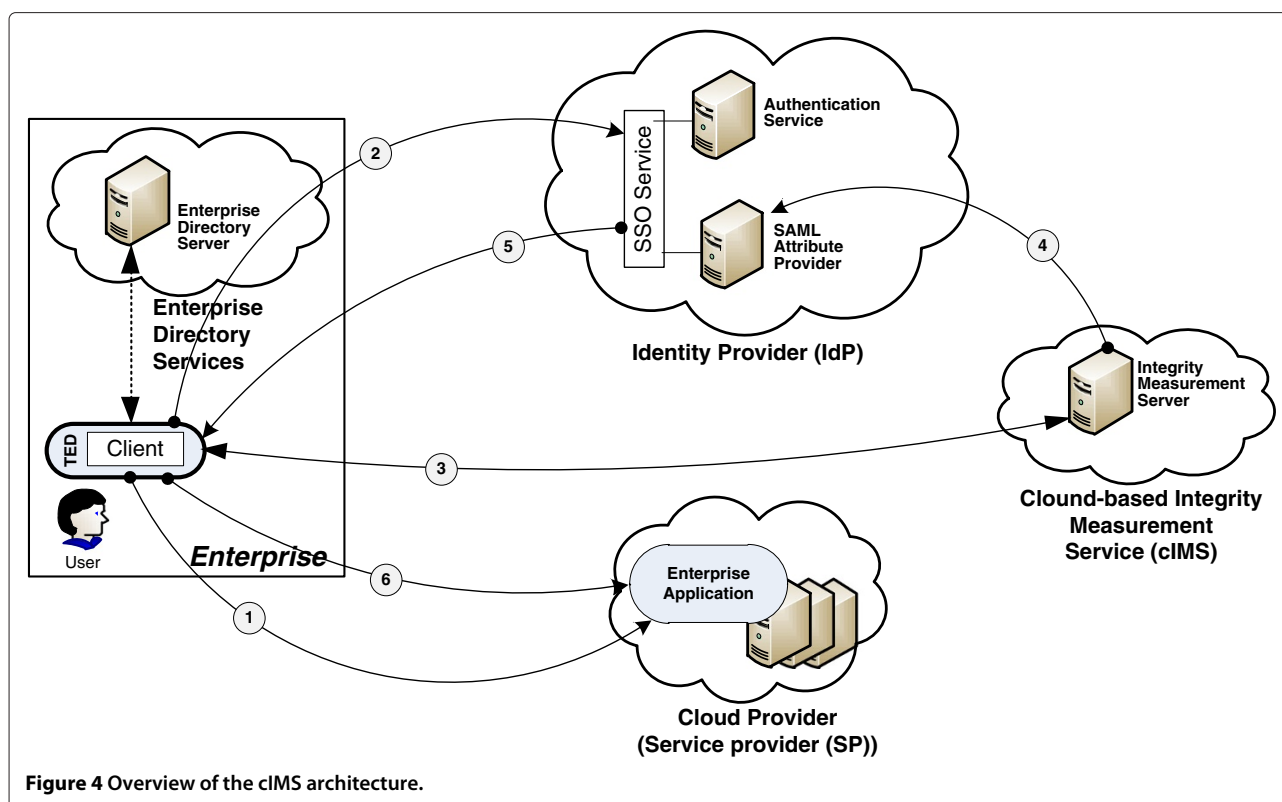 2
Authentication
Service
SSO Service
Enterprise
Directory
Server
SAML
Attribute
Provider
4
5
Enterprise
Directory
Services
Identity Provider (IdP)
Integrity
Measurement
Server
TED
Client
3
Clound-based Integrity
Measurement
Service (cIMS)
User
Enterprise
6
Enterprise
Application
1
Cloud Provider
(Service provider (SP))
Figure 4 Overview of the cIMS architecture.